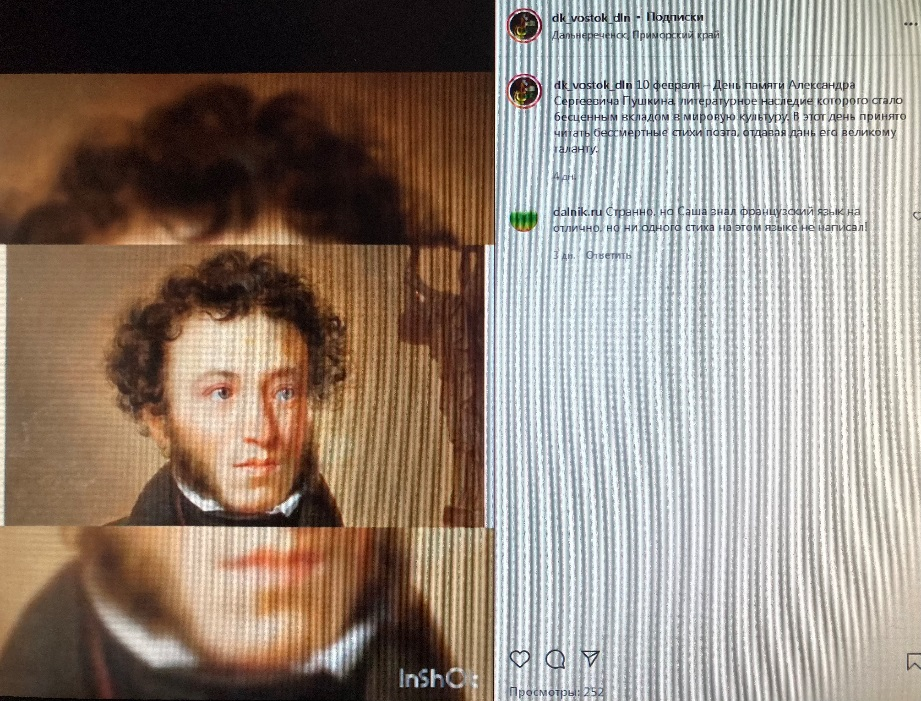 dk_vostok_dln • Подписки
Дальнереченск, Приморский край
dk_vostok_dln 10 февраля – День памяти Александра
Сергеевича Пушкина, литературное наследие которого стало
бесценным вкладом в мировую культуру. В этот день принято
читать бессмертные стихи поэта, отдавая дань его великому
таланту.
4 дн.
dalnik.ru Странно, но Саша знал французский язык на
отлично, но ни одного стиха на этом языке не написал!
3 дн. Ответить
InShOt
Просмотры: 252